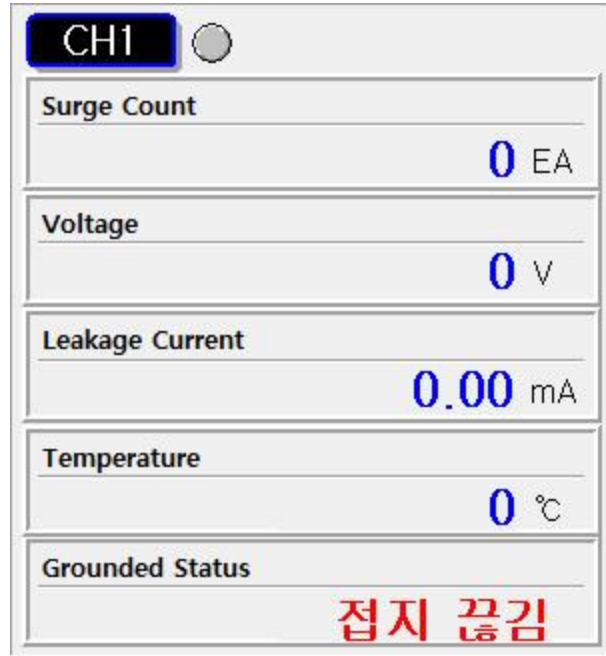 CH1
Surge Count
0 EA
Voltage
0 V
Leakage Current
0.00 mA
Temperature
0 ℃
Grounded Status
접지 끊김